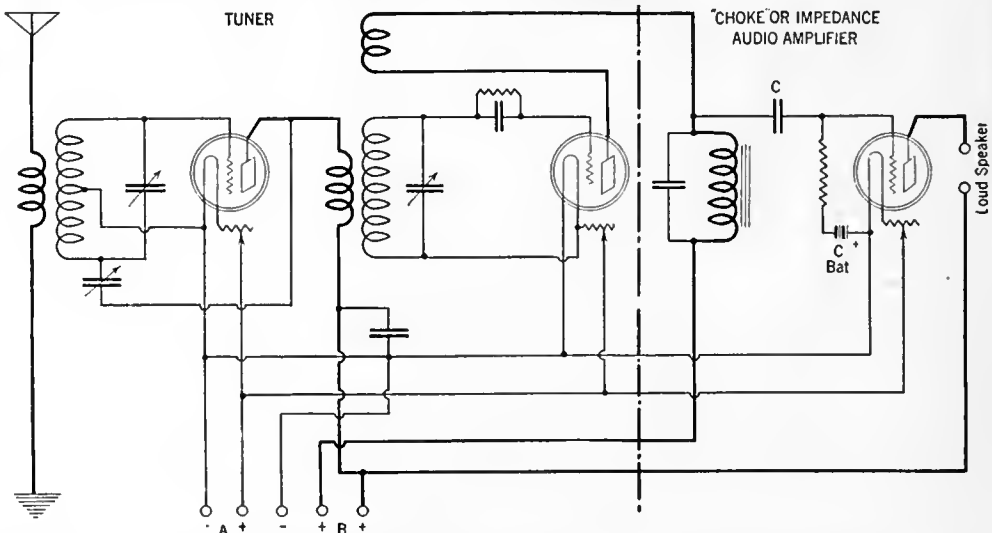 TUNER
"CHOKE" OR IMPEDANCE
AUDIO AMPLIFIER
C
Loud Speaker
+
C
Bat
- A + - + B +